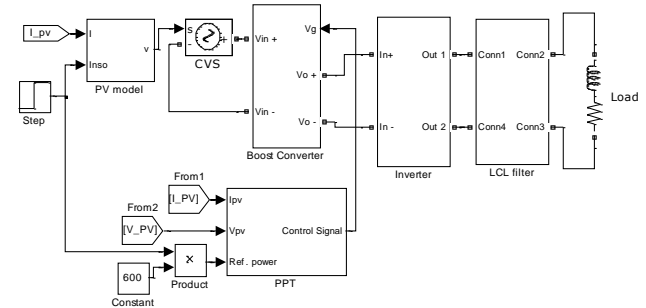 I_pv
I
Inso
v
PV model
Step
s
-
+
CVS
Vin +
Vin -
Vg
Vo +
Vo -
Boost Converter
In+
In -
Out 1
Out 2
Inverter
Conn1
Conn4
Conn2
Conn3
LCL filter
Load
From1
[I_PV]
From2
[V_PV]
Ipv
Vpv
Ref. power
Control Signal
PPT
×
Product
600
Constant